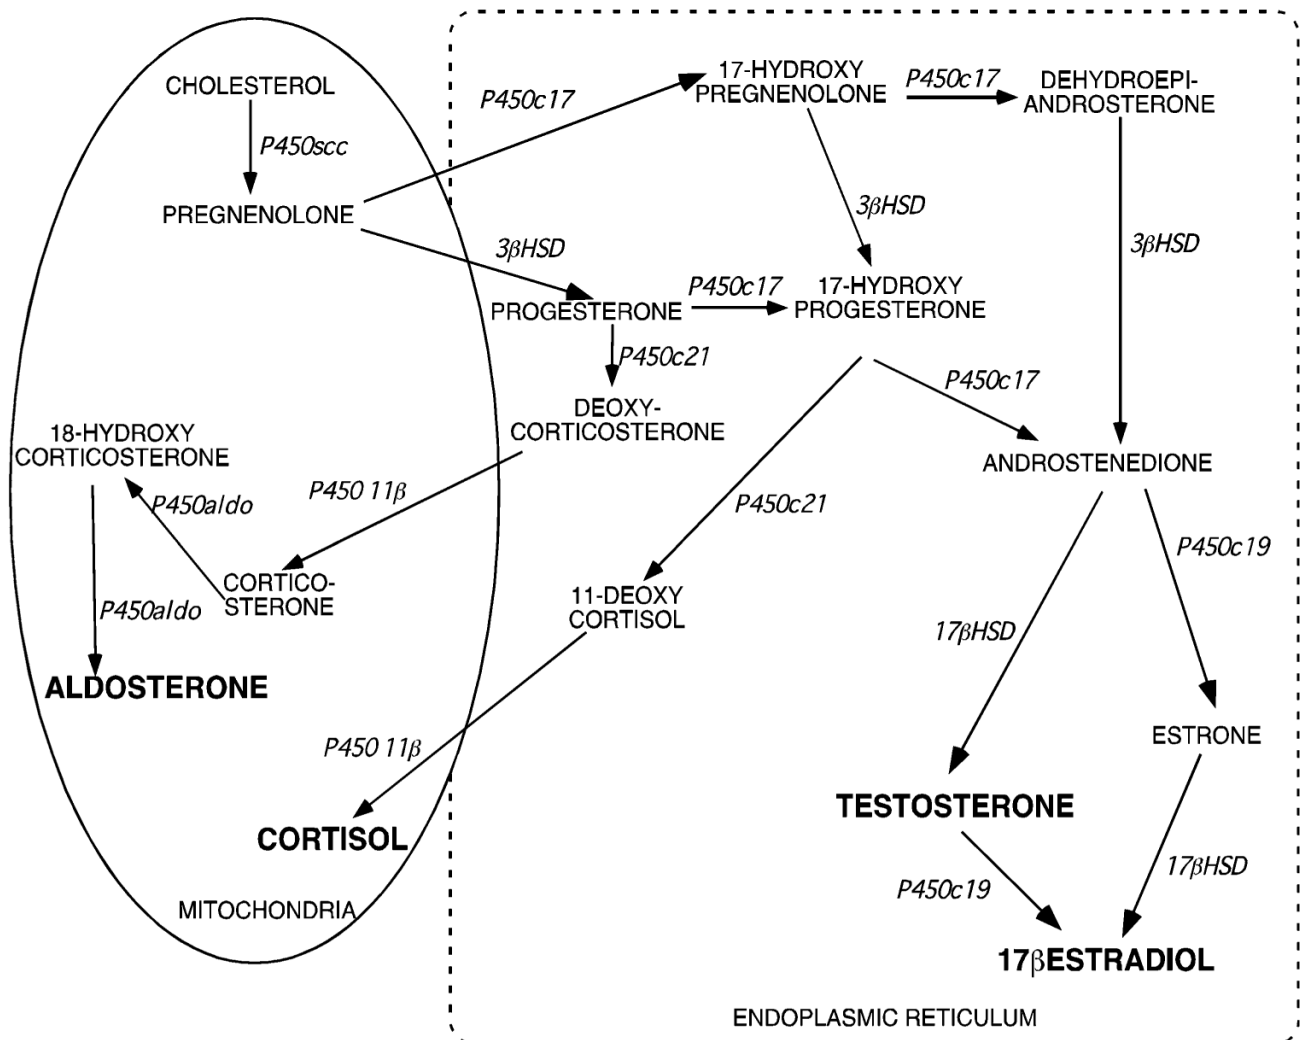 CHOLESTEROL
P450scc
PREGNENOLONE
P450c17
17-HYDROXY
PREGNENOLONE
P450c17
DEHYDROEPI-
ANDROSTERONE
3βHSD
3βHSD
3βHSD
PROGESTERONE
P450c17
17-HYDROXY
PROGESTERONE
P450c21
DEOXY-
CORTICOSTERONE
P450c17
ANDROSTENEDIONE
18-HYDROXY
CORTICOSTERONE
P450aldo
P450 11β
P450c21
P450c19
CORTICO-
STERONE
P450aldo
11-DEOXY
CORTISOL
17βHSD
ALDOSTERONE
P450 11β
ESTRONE
CORTISOL
TESTOSTERONE
P450c19
17βHSD
MITOCHONDRIA
17βESTRADIOL
ENDOPLASMIC RETICULUM